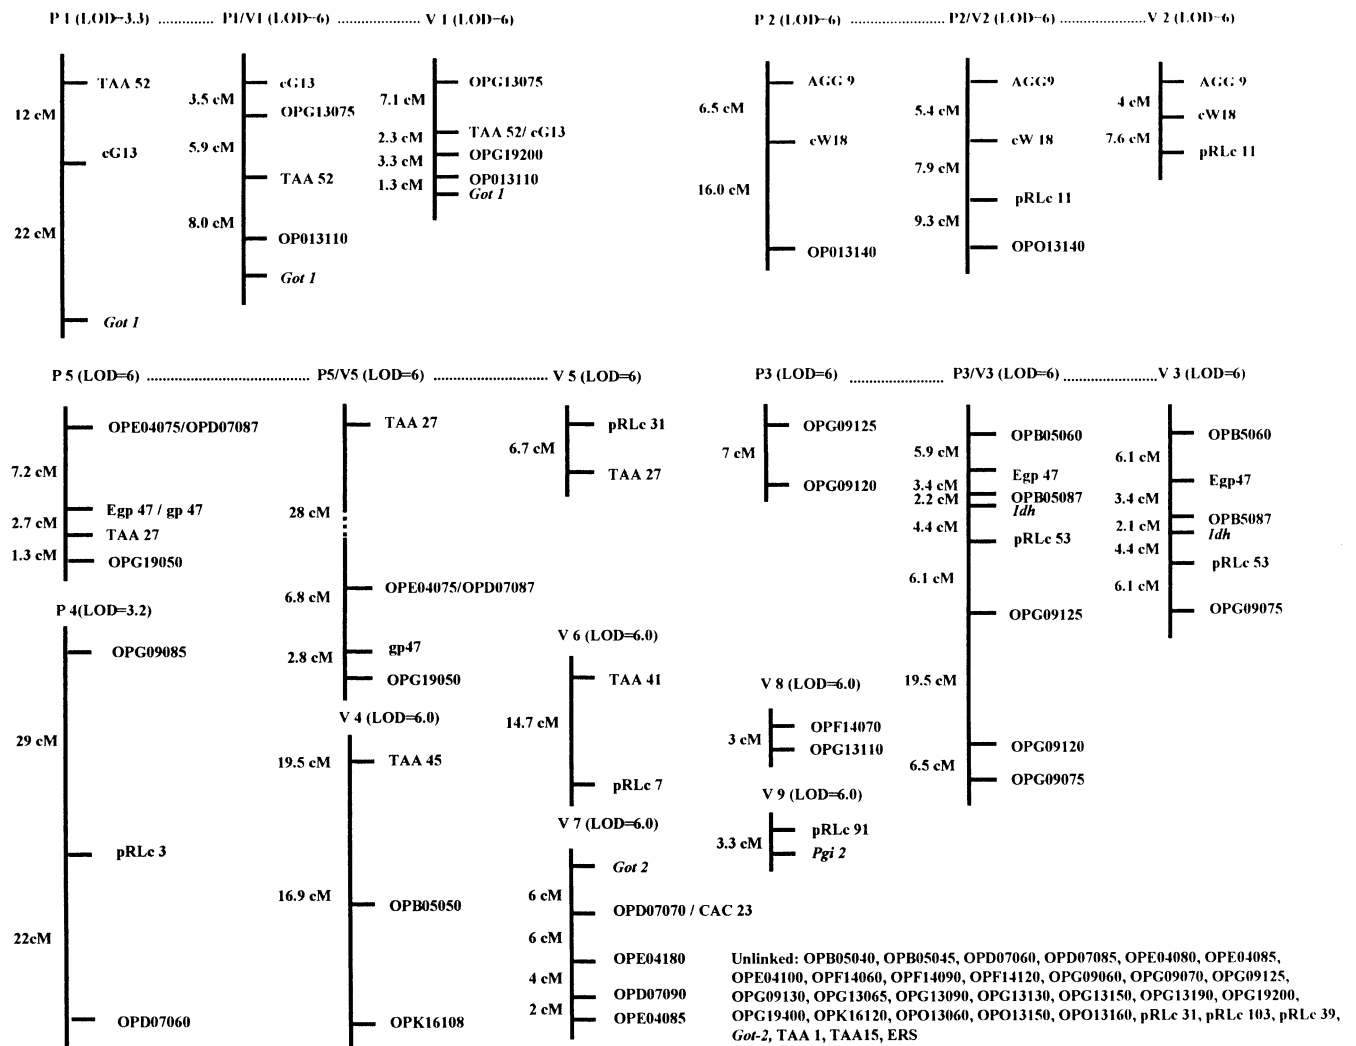 P 1 (LOD=3.3) .............. P1/V1 (LOD=6) .............. V 1 (LOD=6)
TAA 52
12 cM
cG13
22 cM
Got 1
cG13
3.5 cM
OPG13075
5.9 cM
TAA 52
8.0 cM
OP013110
Got 1
OPG13075
7.1 cM
TAA 52/ cG13
2.3 cM
OPG19200
3.3 cM
OP013110
1.3 cM
Got 1
P 2 (LOD=6) .............. P2/V2 (LOD=6) .............. V 2 (LOD=6)
AGG 9
6.5 cM
cW18
16.0 cM
OP013140
AGG9
5.4 cM
cW 18
7.9 cM
pRLc 11
9.3 cM
OPO13140
AGG 9
4 cM
cW18
7.6 cM
pRLc 11
P 5 (LOD=6) .............. P5/V5 (LOD=6) .............. V 5 (LOD=6)
OPE04075/OPD07087
7.2 cM
Egp 47 / gp 47
2.7 cM
TAA 27
1.3 cM
OPG19050
TAA 27
28 cM
OPE04075/OPD07087
6.8 cM
gp47
2.8 cM
OPG19050
pRLc 31
6.7 cM
TAA 27
P3 (LOD=6) .............. P3/V3 (LOD=6) .............. V 3 (LOD=6)
OPG09125
7 cM
OPG09120
OPB05060
5.9 cM
Egp 47
3.4 cM
OPB05087
2.2 cM
Idh
4.4 cM
pRLc 53
6.1 cM
OPG09125
19.5 cM
OPG09120
6.5 cM
OPG09075
OPB5060
6.1 cM
Egp47
3.4 cM
OPB5087
2.1 cM
Idh
4.4 cM
pRLc 53
6.1 cM
OPG09075
P 4(LOD=3.2)
OPG09085
29 cM
pRLc 3
22cM
OPD07060
V 4 (LOD=6.0)
19.5 cM
TAA 45
16.9 cM
OPB05050
OPK16108
V 6 (LOD=6.0)
TAA 41
14.7 cM
pRLc 7
V 7 (LOD=6.0)
Got 2
6 cM
OPD07070 / CAC 23
6 cM
OPE04180
4 cM
OPD07090
2 cM
OPE04085
V 8 (LOD=6.0)
OPF14070
3 cM
OPG13110
V 9 (LOD=6.0)
pRLc 91
3.3 cM
Pgi 2
Unlinked: OPB05040, OPB05045, OPD07060, OPD07085, OPE04080, OPE04085,
OPE04100, OPF14060, OPF14090, OPF14120, OPG09060, OPG09070, OPG09125,
OPG09130, OPG13065, OPG13090, OPG13130, OPG13150, OPG13190, OPG19200,
OPG19400, OPK16120, OPO13060, OPO13150, OPO13160, pRLc 31, pRLc 103, pRLc 39,
Got-2, TAA 1, TAA15, ERS